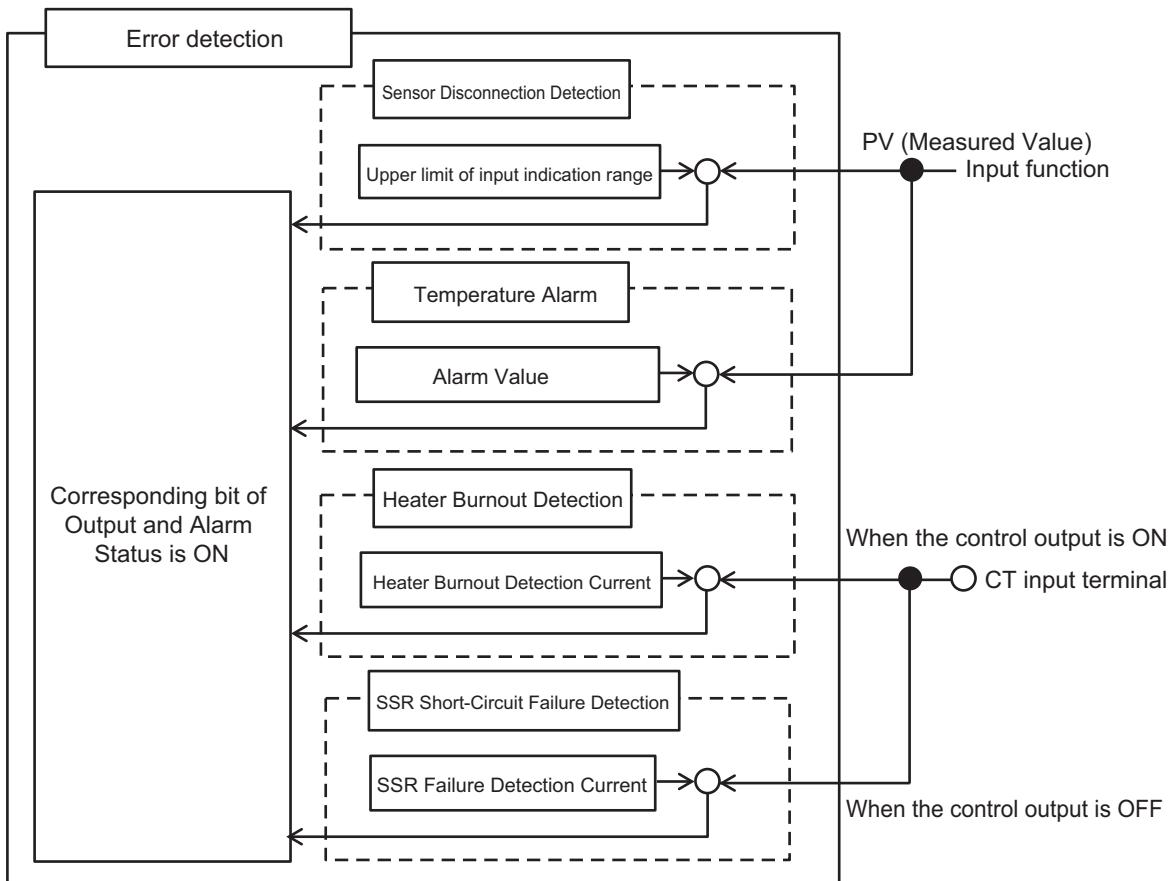 Error detection
Sensor Disconnection Detection
PV (Measured Value)
Upper limit of input indication range
Input function
Temperature Alarm
Alarm Value
Corresponding bit of
Output and Alarm
Status is ON
Heater Burnout Detection
When the control output is ON
Heater Burnout Detection Current
CT input terminal
SSR Short-Circuit Failure Detection
SSR Failure Detection Current
When the control output is OFF